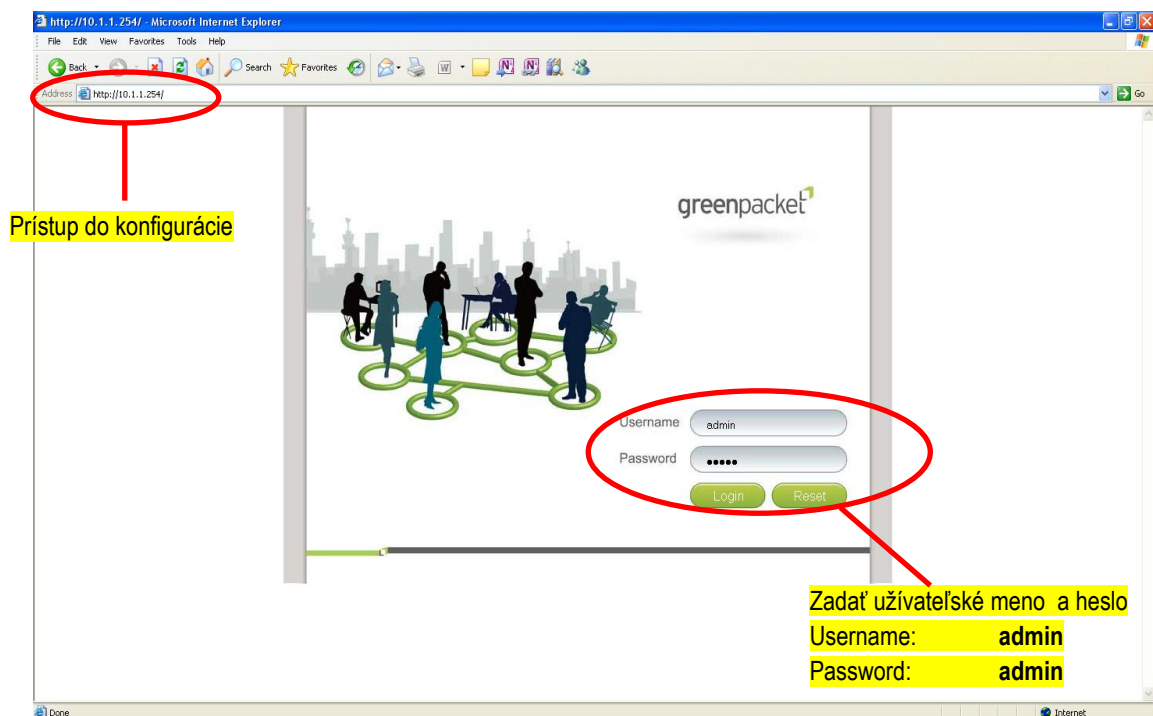 http://10.1.1.254/ - Microsoft Internet Explorer
File Edit View Favorites Tools Help
Back Search Favorites
Address http://10.1.1.254/ Go
Prístup do konfigurácie
greenpacket
Username admin
Password •••••
Login Reset
Zadať užívateľské meno a heslo
Username: admin
Password: admin
Done Internet